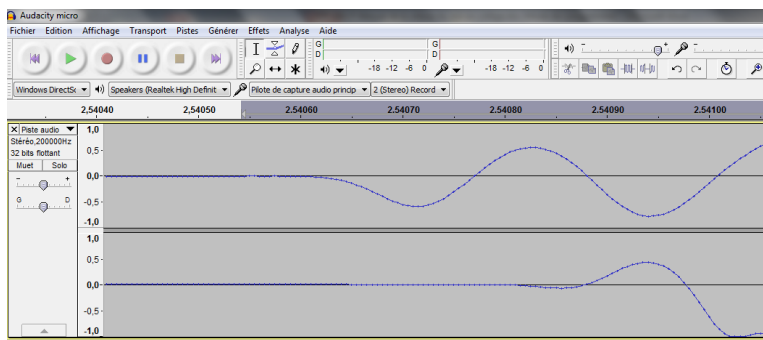 Audacity micro
Fichier Edition Affichage Transport Pistes Générer Effets Analyse Aide
G
D
-18 -12 -6 0
G
D
-18 -12 -6 0
Windows DirectSo
Speakers (Realtek High Definit
Pilote de capture audio princip
2 (Stereo) Record
2,54040 2,54050 2,54060 2,54070 2,54080 2,54090 2,54100
X Piste audio
Stéréo,200000Hz
32 bits flottant
Muet Solo
- +
G D
1,0
0,5
0,0
-0,5
-1,0
1,0
0,5
0,0
-0,5
-1,0